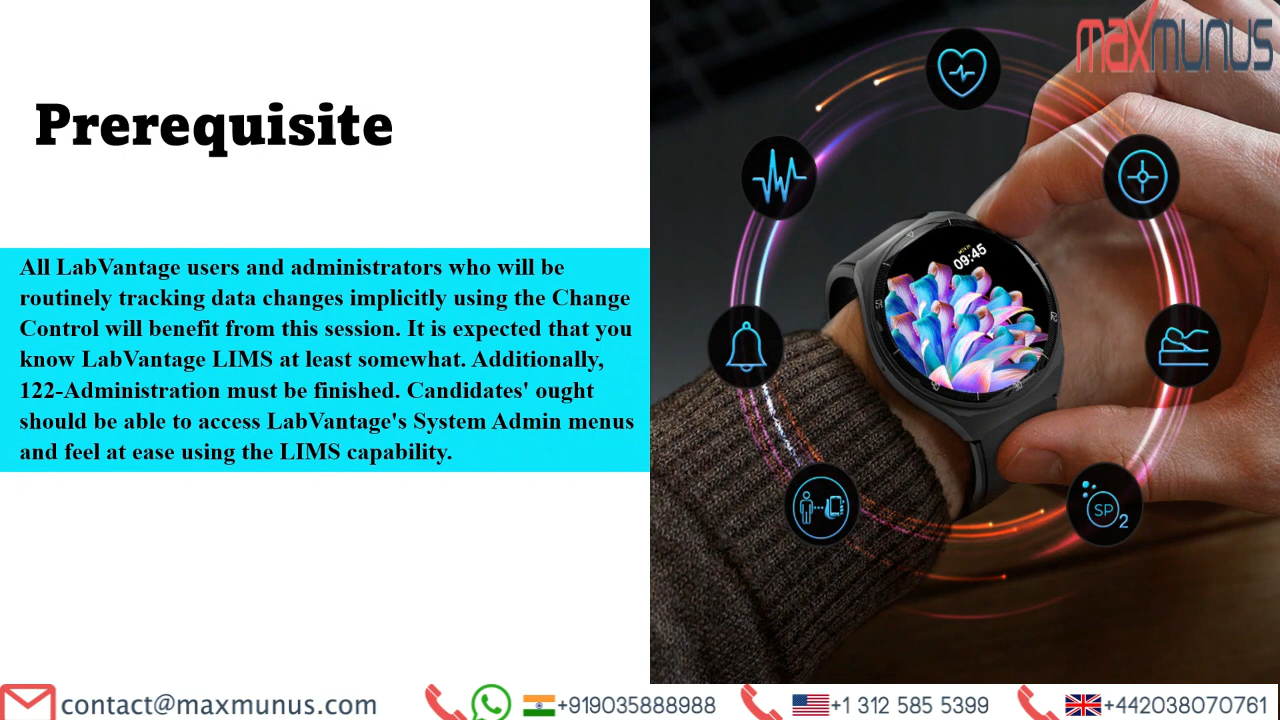 maxmunus
Prerequisite
09:45
All LabVantage users and administrators who will be
routinely tracking data changes implicitly using the Change
Control will benefit from this session. It is expected that you
know LabVantage LIMS at least somewhat. Additionally,
122-Administration must be finished. Candidates' ought
should be able to access LabVantage's System Admin menus
and feel at ease using the LIMS capability.
SP
2
contact@maxmunus.com
+919035888988
+1 312 585 5399
+442038070761